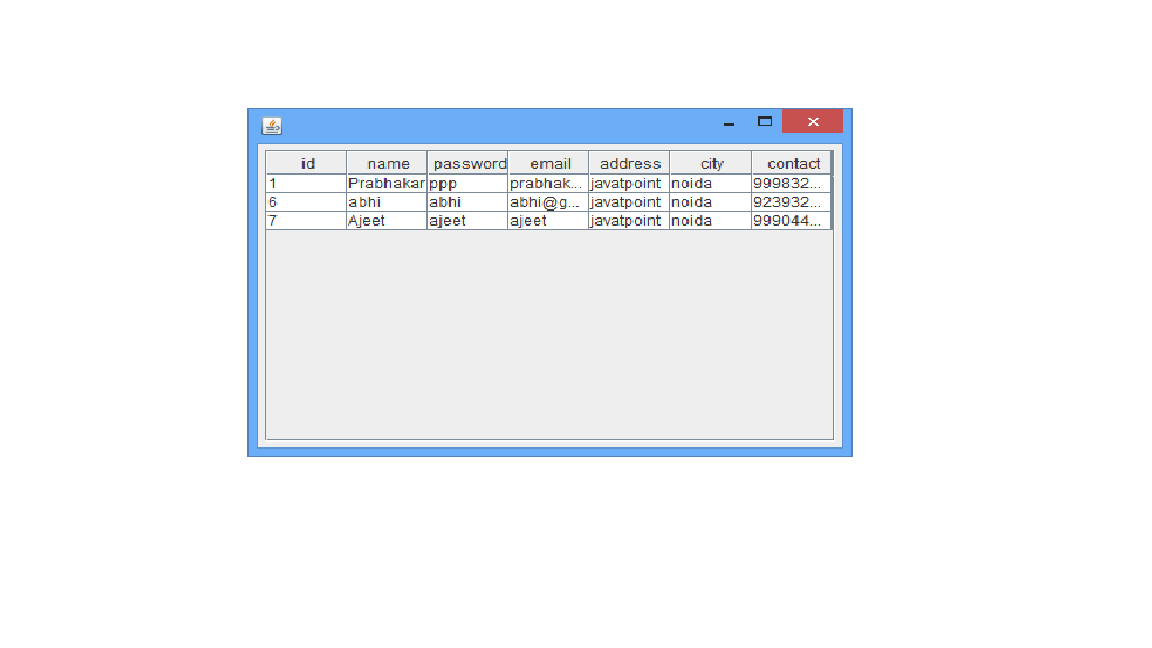 id name password email address city contact
1 Prabhakar ppp prabhak... javatpoint noida 999832...
6 abhi abhi abhi@g... javatpoint noida 923932...
7 Ajeet ajeet ajeet javatpoint noida 999044...